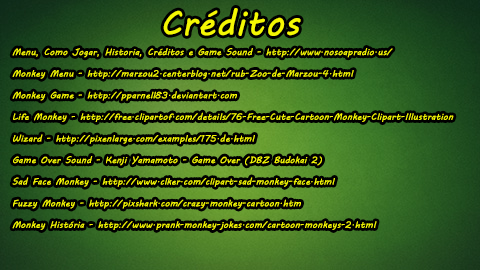 Créditos
Menu, Como Jogar, Historia, Créditos e Game Sound - http://www.nosoapradio.us/
Monkey Menu - http://marzou2.centerblog.net/rub-Zoo-de-Marzou-4.html
Monkey Game - http://pparnell83.deviantart.com
Life Monkey - http://free.clipartof.com/details/76-Free-Cute-Cartoon-Monkey-Clipart-Illustration
Wizard - http://pixenlarge.com/examples/175.de.html
Game Over Sound - Kenji Yamamoto - Game Over (DBZ Budokai 2)
Sad Face Monkey - http://www.clker.com/clipart-sad-monkey-face.html
Fuzzy Monkey - http://pixshark.com/crazy-monkey-cartoon.htm
Monkey História - http://www.prank-monkey-jokes.com/cartoon-monkeys-2.html